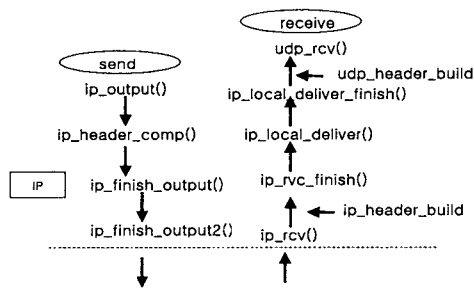 send
ip_output()
ip_header_comp()
IP
ip_finish_output()
ip_finish_output2()
receive
udp_rcv()
udp_header_build
ip_local_deliver_finish()
ip_local_deliver()
ip_rvc_finish()
ip_header_build
ip_rcv()